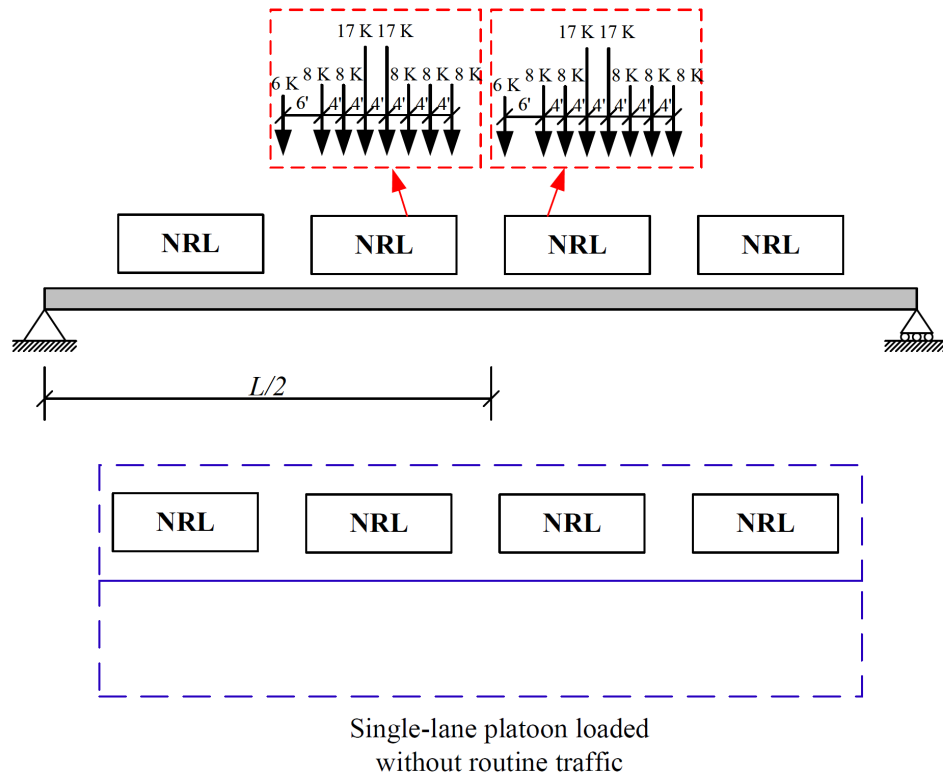 17 K 17 K
17 K 17 K
6 K 8 K 8 K 8 K 8 K 8 K
6 K 8 K 8 K 8 K 8 K 8 K
6' 4' 4' 4' 4' 4' 4'
6' 4' 4' 4' 4' 4' 4'
NRL NRL NRL NRL
L/2
NRL NRL NRL NRL
Single-lane platoon loaded
without routine traffic